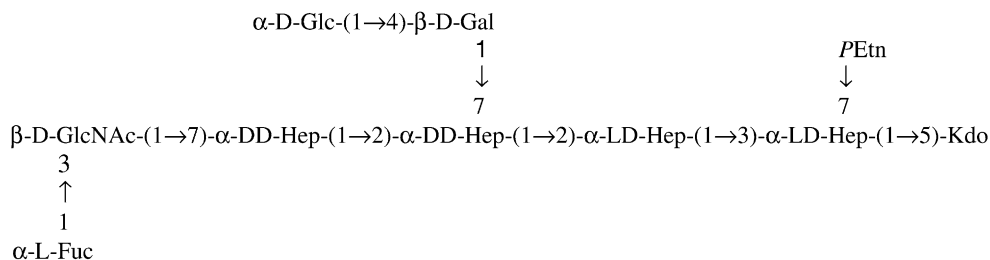 α-D-Glc-(1→4)-β-D-Gal
1 PEtn
↓ ↓
7 7
β-D-GlcNAc-(1→7)-α-DD-Hep-(1→2)-α-DD-Hep-(1→2)-α-LD-Hep-(1→3)-α-LD-Hep-(1→5)-Kdo
3
↑
1
α-L-Fuc